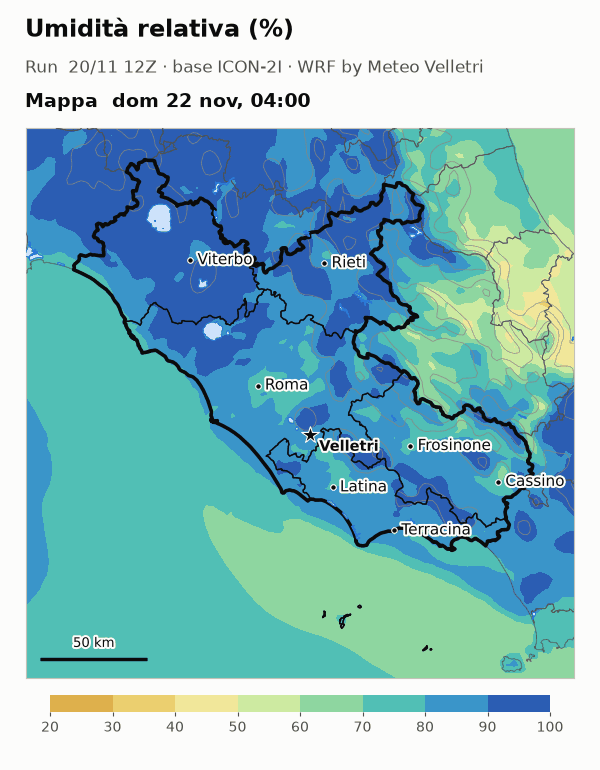 Umidità relativa (%)
Run  20/11 12Z · base ICON-2I · WRF by Meteo Velletri
Mappa  dom 22 nov, 04:00
Viterbo
Rieti
Roma
Velletri
Frosinone
Cassino
Latina
Terracina
50 km
20 30 40 50 60 70 80 90 100